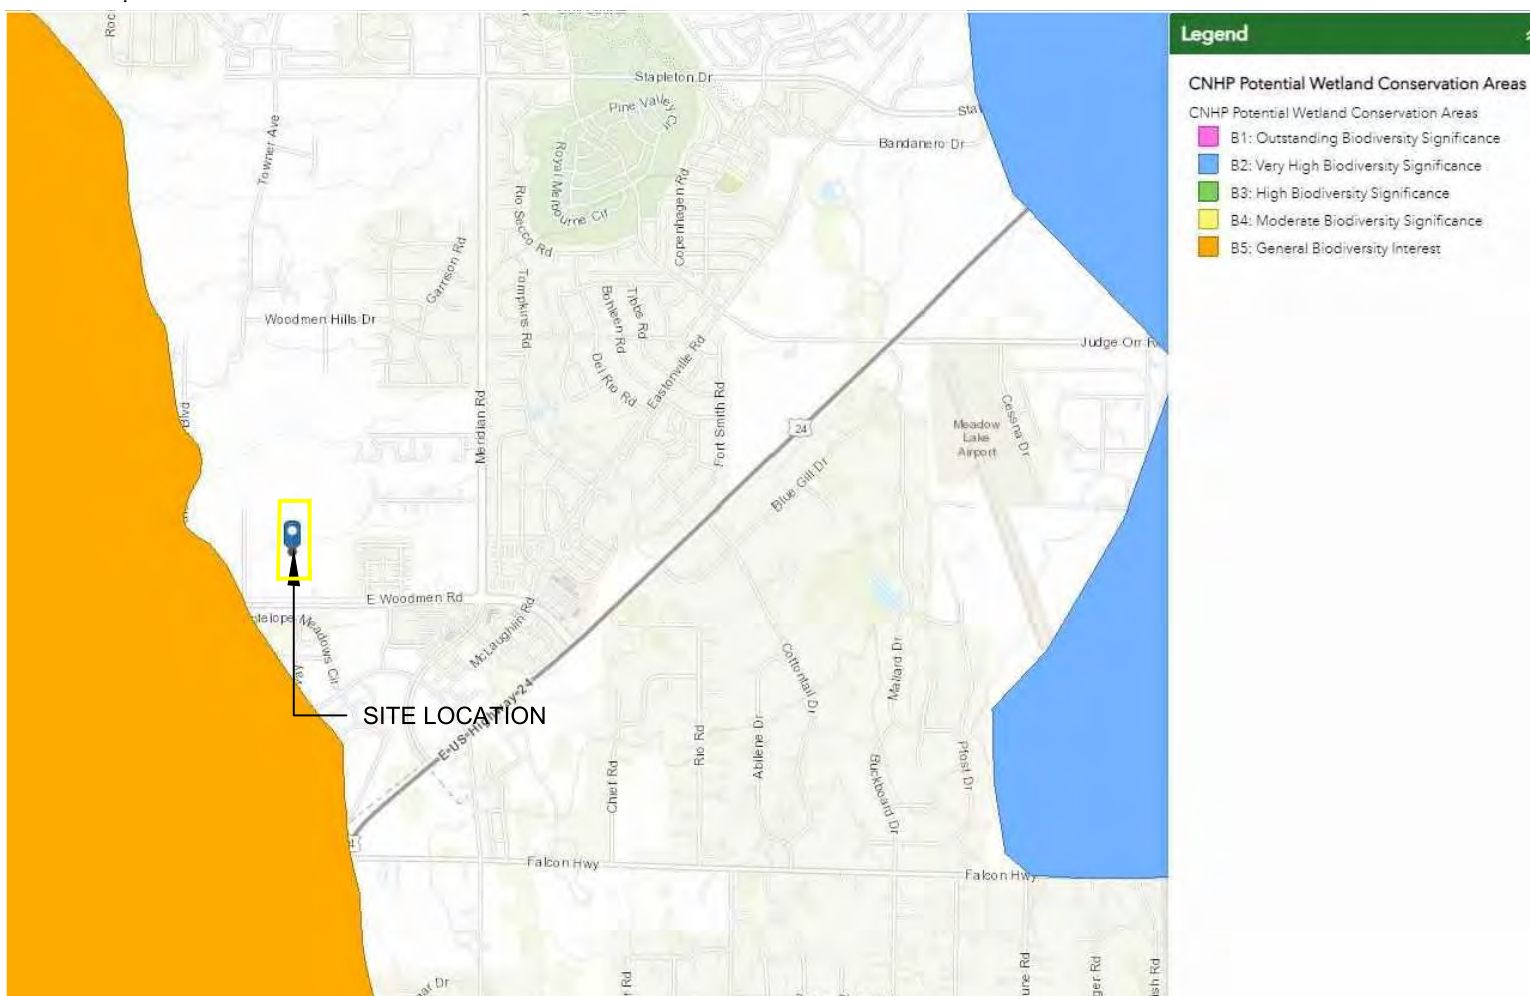 Legend
CNHP Potential Wetland Conservation Areas
CNHP Potential Wetland Conservation Areas
B1: Outstanding Biodiversity Significance
B2: Very High Biodiversity Significance
B3: High Biodiversity Significance
B4: Moderate Biodiversity Significance
B5: General Biodiversity Interest
Stapleton Dr
Pine Valley Cir
Bandanero Dr
Towner Ave
Royal Melbourne Cir
Rio Secco Rd
Copenhagen Rd
Garrison Rd
Woodmen Hills Dr
Tompkins Rd
Tibbs Rd
Bohleen Rd
Del Rio Rd
Eastonville Rd
Judge Orr R
Meridian Rd
Fort Smith Rd
24
Blue Gill Dr
Meadow
Lake
Airport
Cessna Dr
Blvd
E Woodmen Rd
Meadows Cir
McLaughlin Rd
SITE LOCATION
E US Highway 24
Cottontail Dr
Mallard Dr
Chief Rd
Rio Rd
Abilene Dr
Buckboard Dr
Pfost Dr
Falcon Hwy
Falcon Hwy